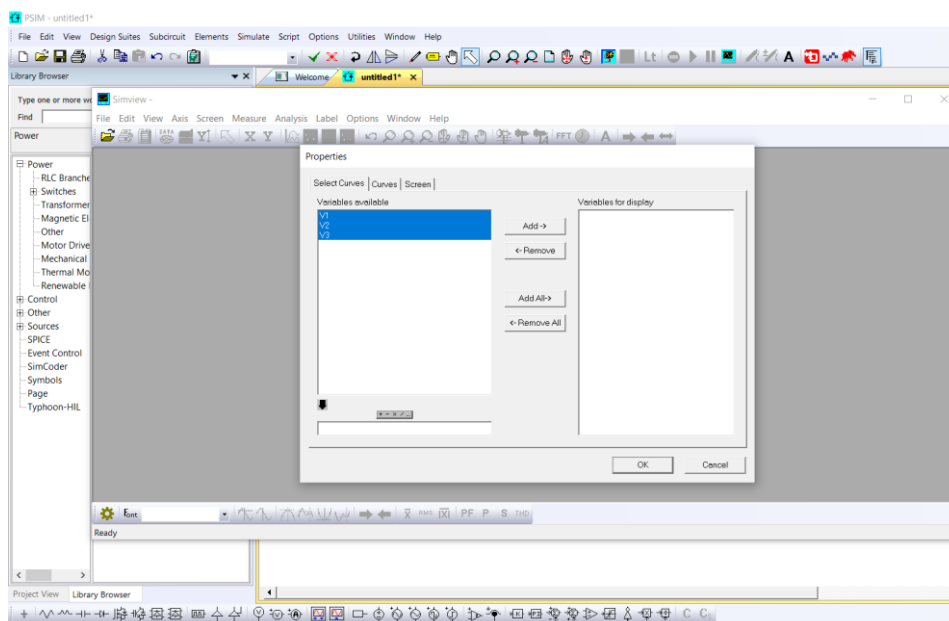 PSIM - untitled1*
File Edit View Design Suites Subcircuit Elements Simulate Script Options Utilities Window Help
Lt A
Library Browser
Welcome untitled1* X
Type one or more
Find
Power
Simview -
File Edit View Axis Screen Measure Analysis Label Options Window Help
X Y FFT A
Properties
Select Curves Curves Screen
Variables available Variables for display
V1
V2
V3
Add ->
<- Remove
Add All->
<- Remove All
OK Cancel
Power
RLC Branche
Switches
Transformer
Magnetic El
Other
Motor Drive
Mechanical
Thermal Mo
Renewable
Control
Other
Sources
SPICE
Event Control
SimCoder
Symbols
Page
Typhoon-HIL
Font PF P S THD
Ready
Project View Library Browser